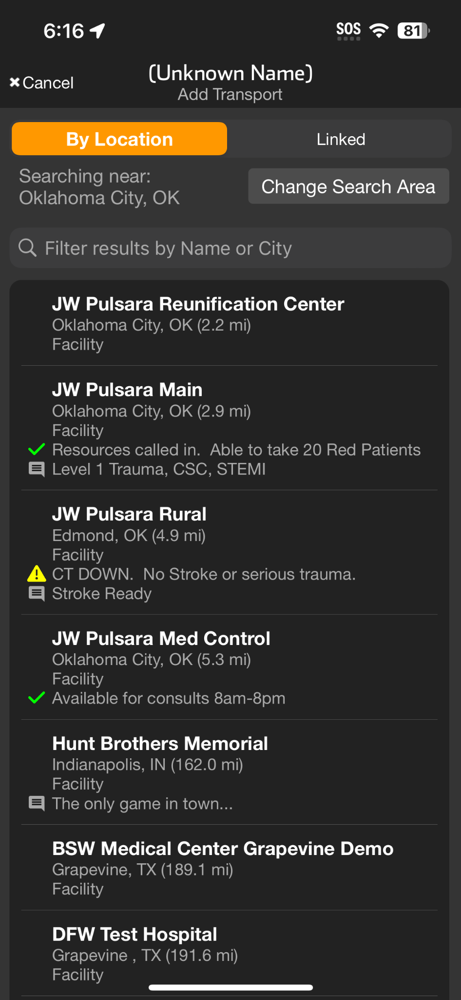 6:16
SOS
81
Cancel
(Unknown Name)
Add Transport
By Location
Linked
Searching near:
Oklahoma City, OK
Change Search Area
Filter results by Name or City
JW Pulsara Reunification Center
Oklahoma City, OK (2.2 mi)
Facility
JW Pulsara Main
Oklahoma City, OK (2.9 mi)
Facility
Resources called in.  Able to take 20 Red Patients
Level 1 Trauma, CSC, STEMI
JW Pulsara Rural
Edmond, OK (4.9 mi)
Facility
CT DOWN.  No Stroke or serious trauma.
Stroke Ready
JW Pulsara Med Control
Oklahoma City, OK (5.3 mi)
Facility
Available for consults 8am-8pm
Hunt Brothers Memorial
Indianapolis, IN (162.0 mi)
Facility
The only game in town...
BSW Medical Center Grapevine Demo
Grapevine, TX (189.1 mi)
Facility
DFW Test Hospital
Grapevine , TX (191.6 mi)
Facility